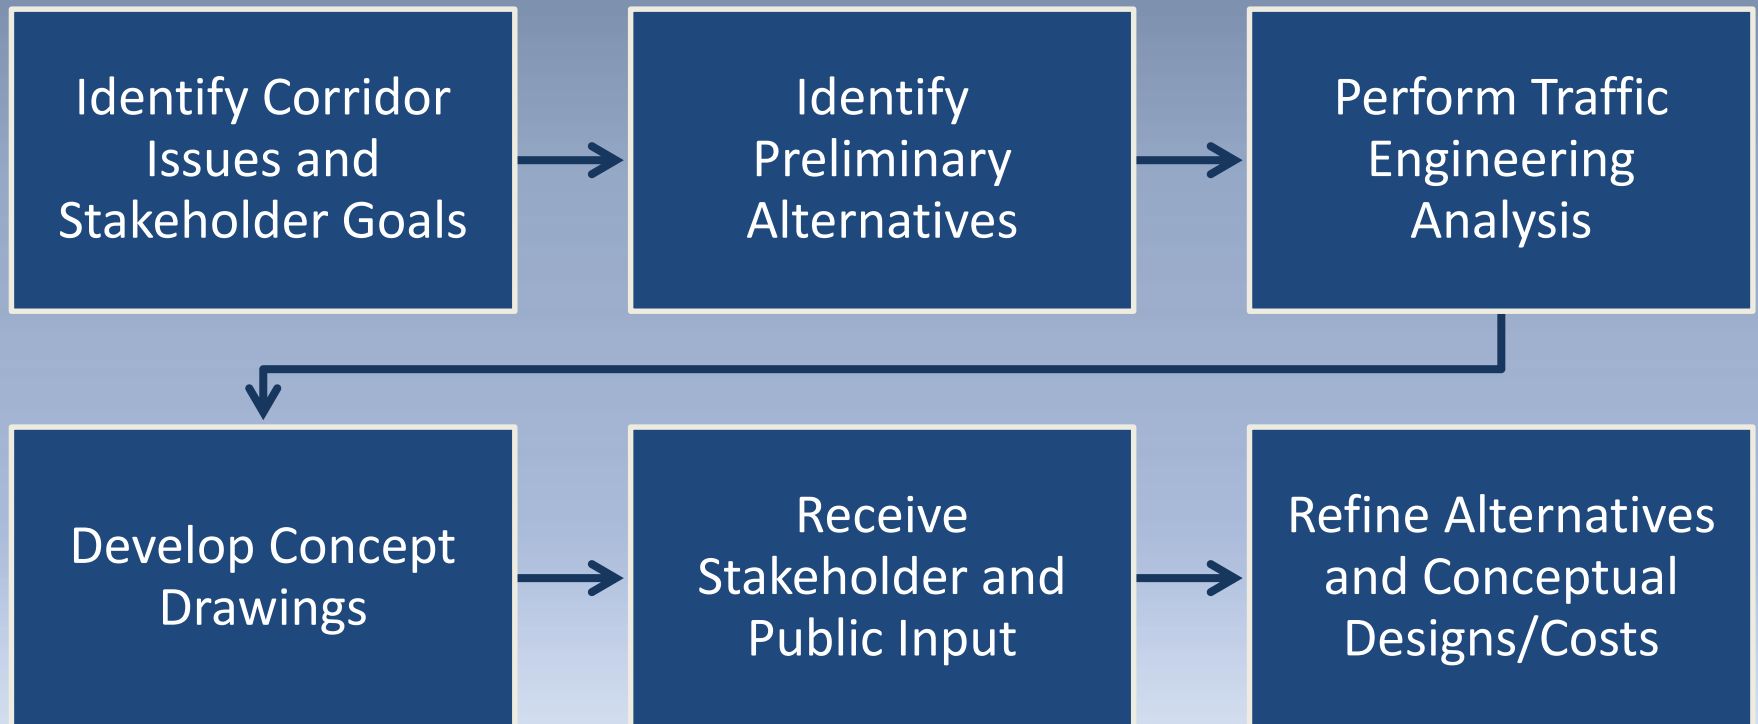 Identify Corridor
Issues and
Stakeholder Goals
Identify
Preliminary
Alternatives
Perform Traffic
Engineering
Analysis
Develop Concept
Drawings
Receive
Stakeholder and
Public Input
Refine Alternatives
and Conceptual
Designs/Costs